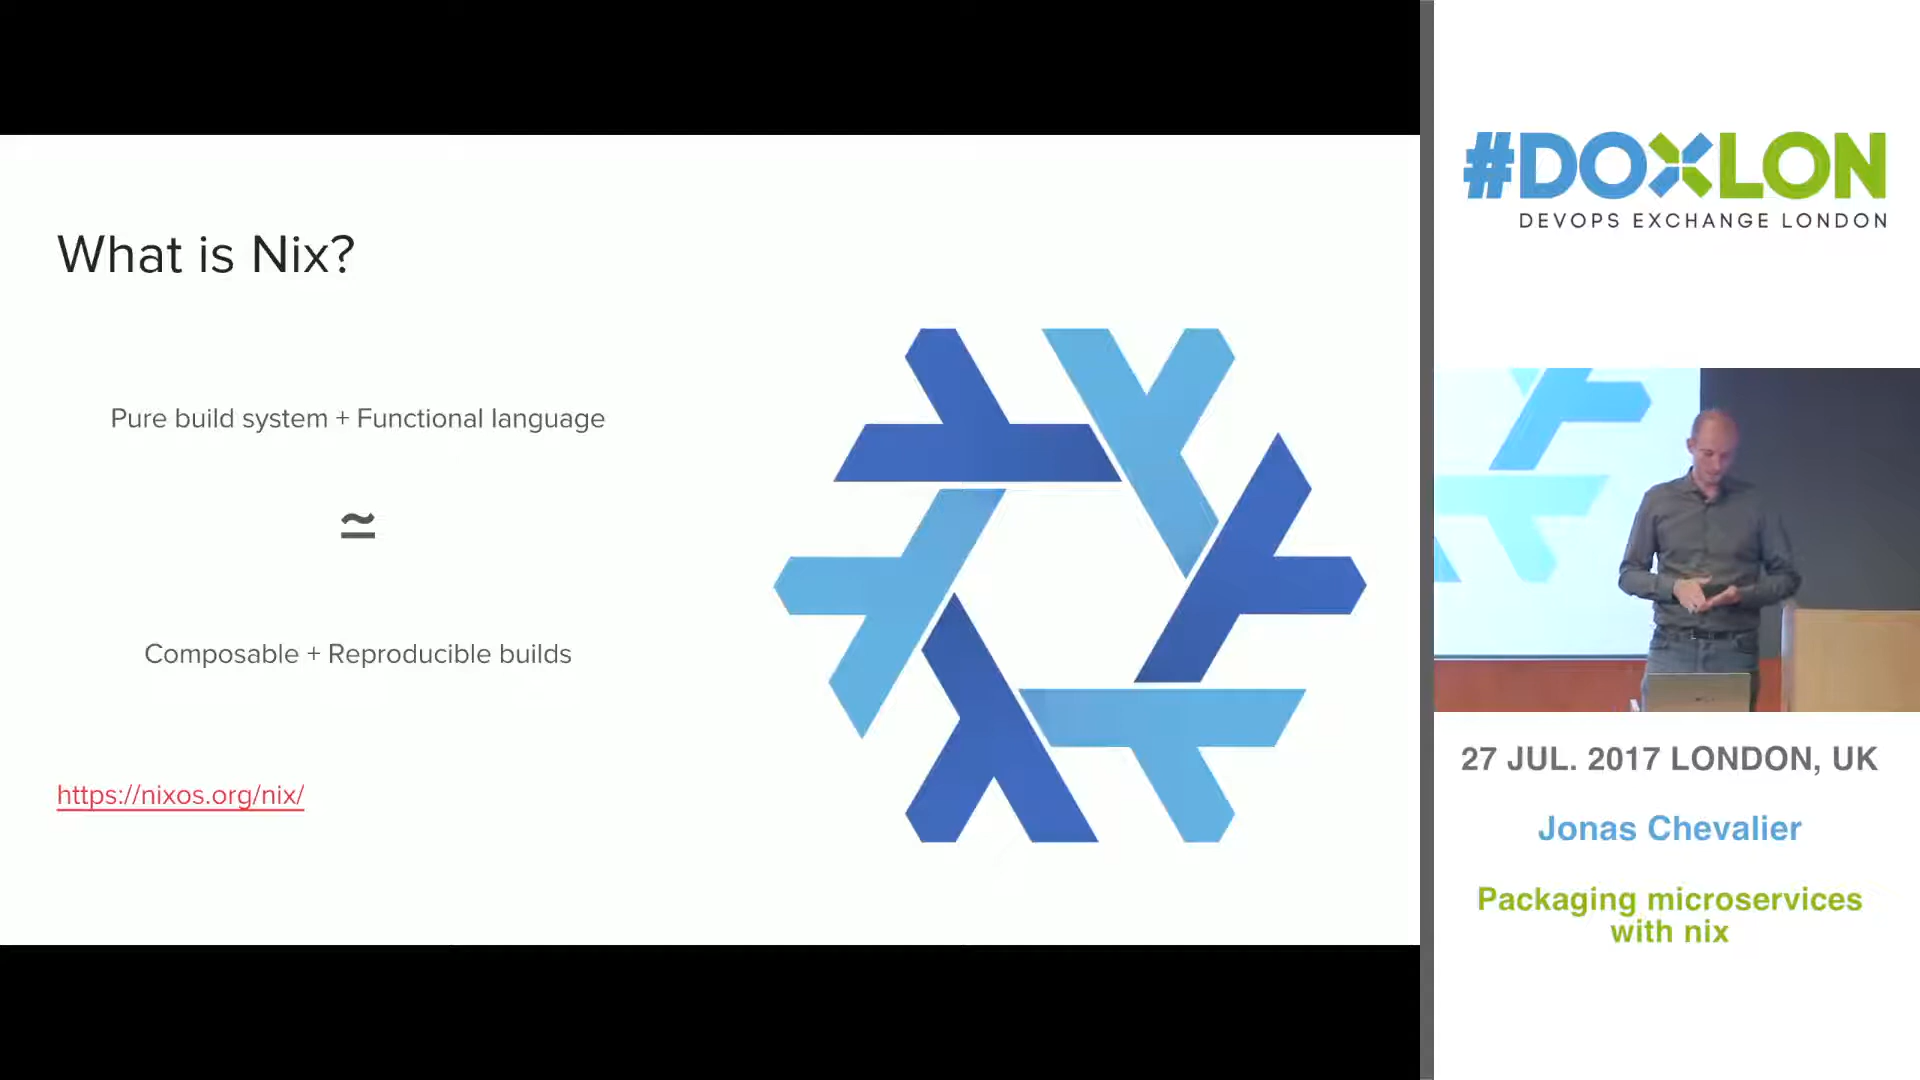 What is Nix?
Pure build system + Functional language
≃
Composable + Reproducible builds
https://nixos.org/nix/
#DOXLON
DEVOPS EXCHANGE LONDON
27 JUL. 2017 LONDON, UK
Jonas Chevalier
Packaging microservices
with nix